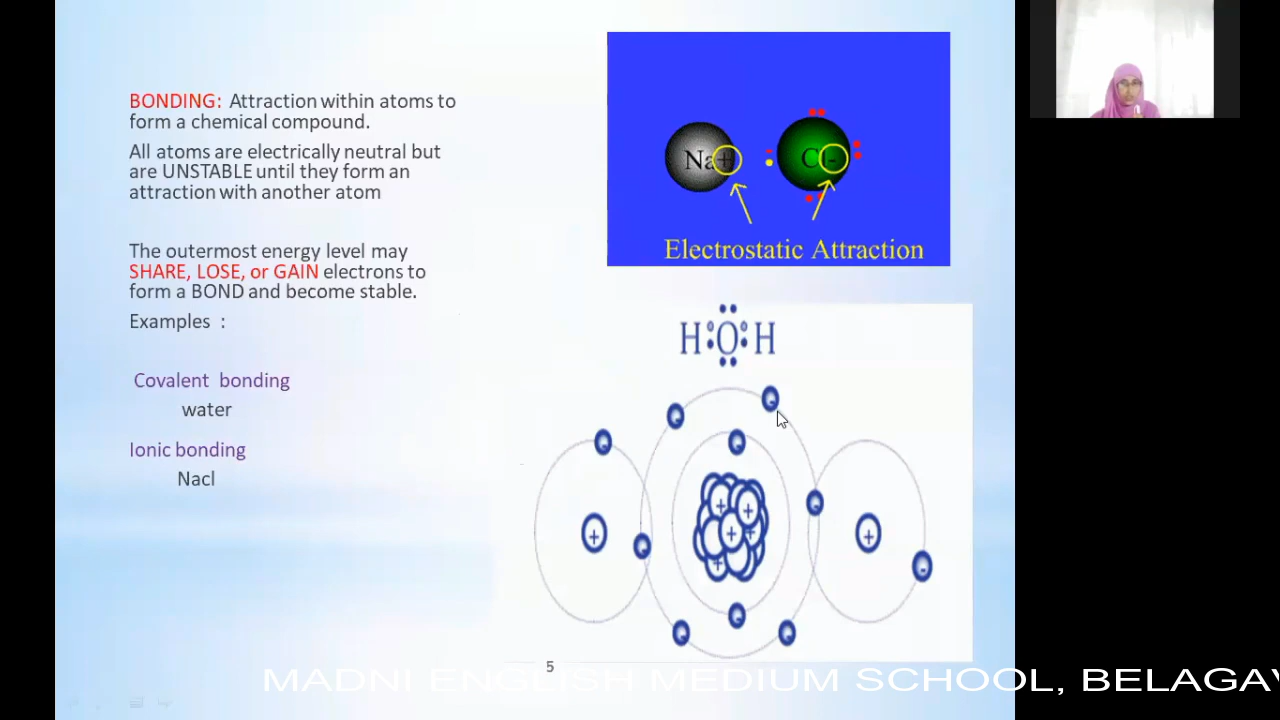 BONDING: Attraction within atoms to
form a chemical compound.
All atoms are electrically neutral but
are UNSTABLE until they form an
attraction with another atom
The outermost energy level may
SHARE, LOSE, or GAIN electrons to
form a BOND and become stable.
Examples :
Covalent bonding
water
Ionic bonding
Nacl
Na+ Cl-
Electrostatic Attraction
H O H
+ + + + + +
5
MADNI ENGLISH MEDIUM SCHOOL,